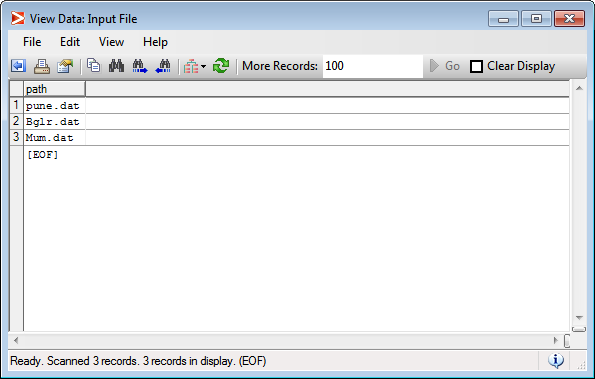 View Data: Input File
File Edit View Help
More Records: 100 Go Clear Display
path
1 pune.dat
2 Bglr.dat
3 Mum.dat
[EOF]
Ready. Scanned 3 records. 3 records in display. (EOF)